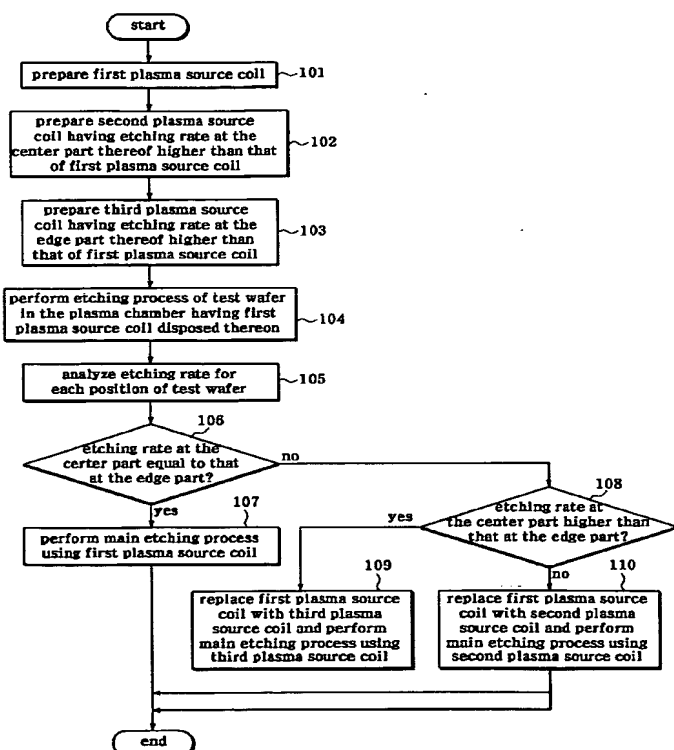 start
prepare first plasma source coil
101
prepare second plasma source
coil having etching rate at the
center part thereof higher than that
of first plasma source coil
102
prepare third plasma source
coil having etching rate at the
edge part thereof higher than
that of first plasma source coil
103
perform etching process of test wafer
in the plasma chamber having first
plasma source coil disposed thereon
104
analyze etching rate for
each position of test wafer
105
106
etching rate at the
certer part equal to that
at the edge part?
no
yes
107
perform main etching process
using first plasma source coil
108
etching rate at
the center part higher than
that at the edge part?
yes
no
109
replace first plasma source
coil with third plasma
source coil and perform
main etching process using
third plasma source coil
110
replace first plasma source
coil with second plasma
source coil and perform
main etching process using
second plasma source coil
end